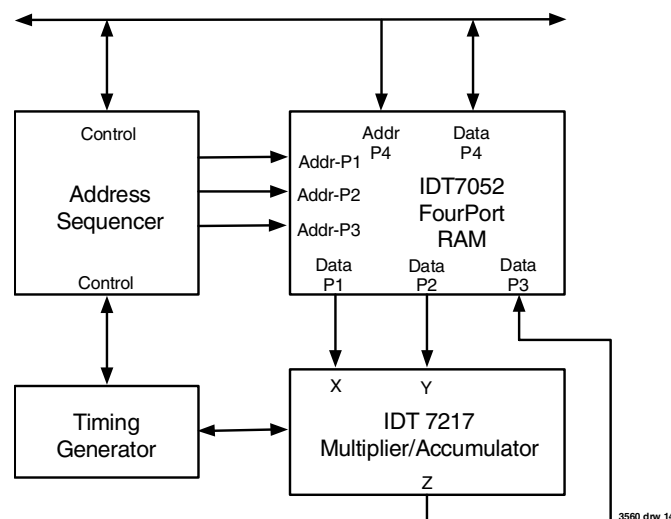 Control
Address
Sequencer
Control
Addr
P4
Data
P4
Addr-P1
Addr-P2
Addr-P3
IDT7052
FourPort
RAM
Data
P1
Data
P2
Data
P3
Timing
Generator
X
Y
IDT 7217
Multiplier/Accumulator
Z
3560 drw 14